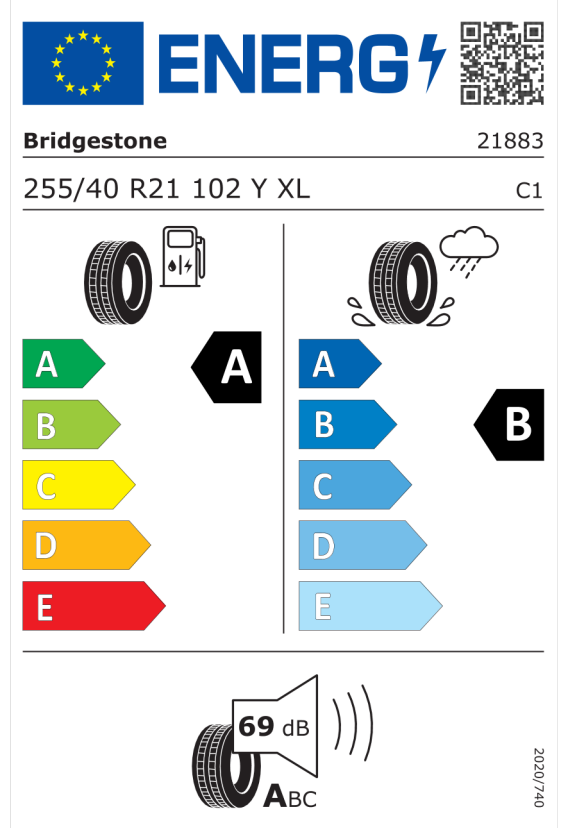 ENERG
Bridgestone 21883
255/40 R21 102 Y XL C1
A A A
B B B
C C
D D
E E
69 dB
ABC
2020/740